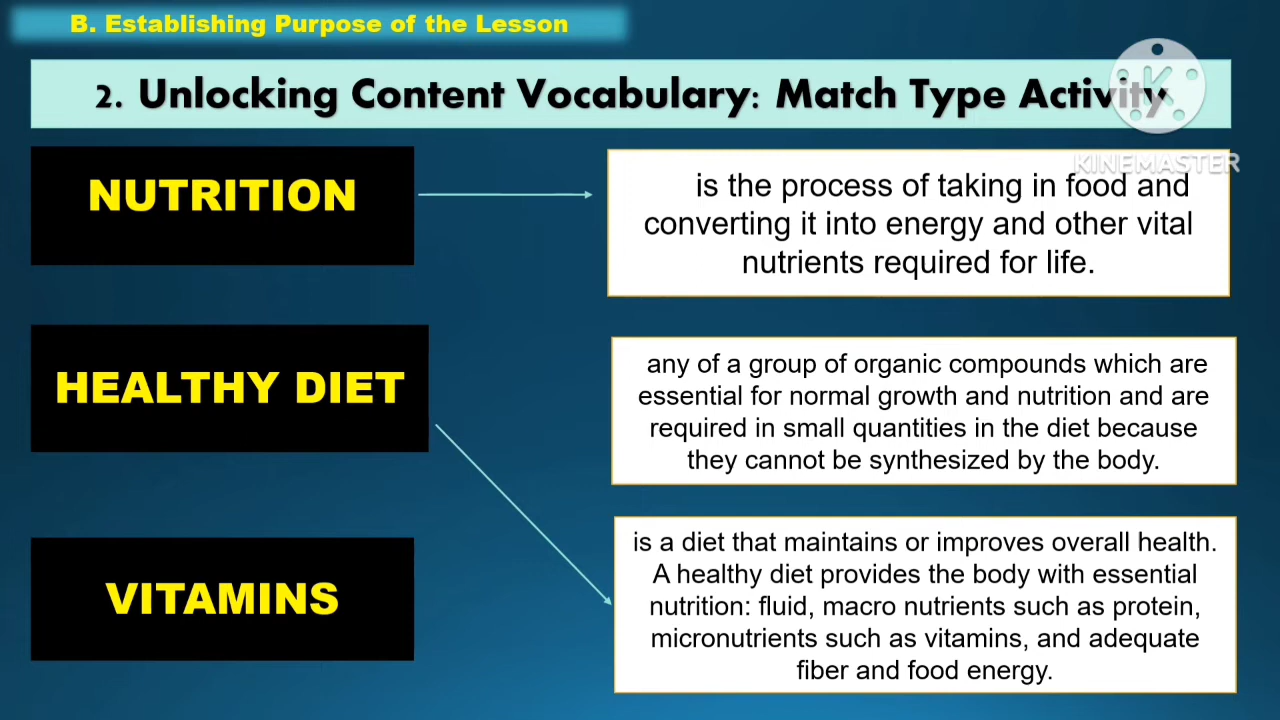 B. Establishing Purpose of the Lesson
2. Unlocking Content Vocabulary: Match Type Activity
KINEMASTER
NUTRITION
is the process of taking in food and
converting it into energy and other vital
nutrients required for life.
HEALTHY DIET
any of a group of organic compounds which are
essential for normal growth and nutrition and are
required in small quantities in the diet because
they cannot be synthesized by the body.
VITAMINS
is a diet that maintains or improves overall health.
A healthy diet provides the body with essential
nutrition: fluid, macro nutrients such as protein,
micronutrients such as vitamins, and adequate
fiber and food energy.